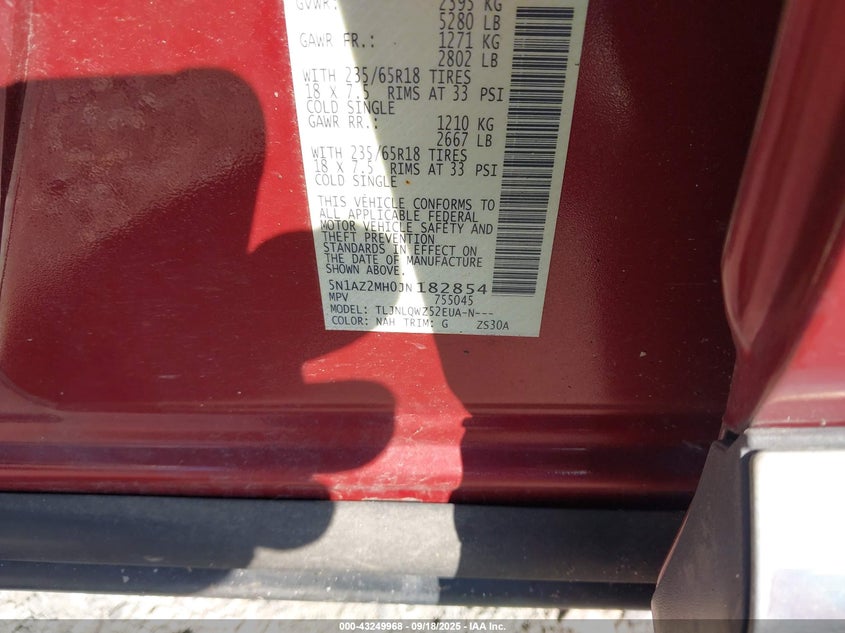 GVWR: 2395 KG
5280 LB
GAWR FR.: 1271 KG
2802 LB
WITH 235/65R18 TIRES
18 X 7.5 RIMS AT 33 PSI
COLD SINGLE
GAWR RR.: 1210 KG
2667 LB
WITH 235/65R18 TIRES
18 X 7.5 RIMS AT 33 PSI
COLD SINGLE
THIS VEHICLE CONFORMS TO
ALL APPLICABLE FEDERAL
MOTOR VEHICLE SAFETY AND
THEFT PREVENTION
STANDARDS IN EFFECT ON
THE DATE OF MANUFACTURE
SHOWN ABOVE.
5N1AZ2MH0JN182854
MPV 755045
MODEL: TLJNLQWZ52EUA-N---
COLOR: NAH TRIM: G ZS30A
000-43249968 - 09/18/2025 - IAA Inc.